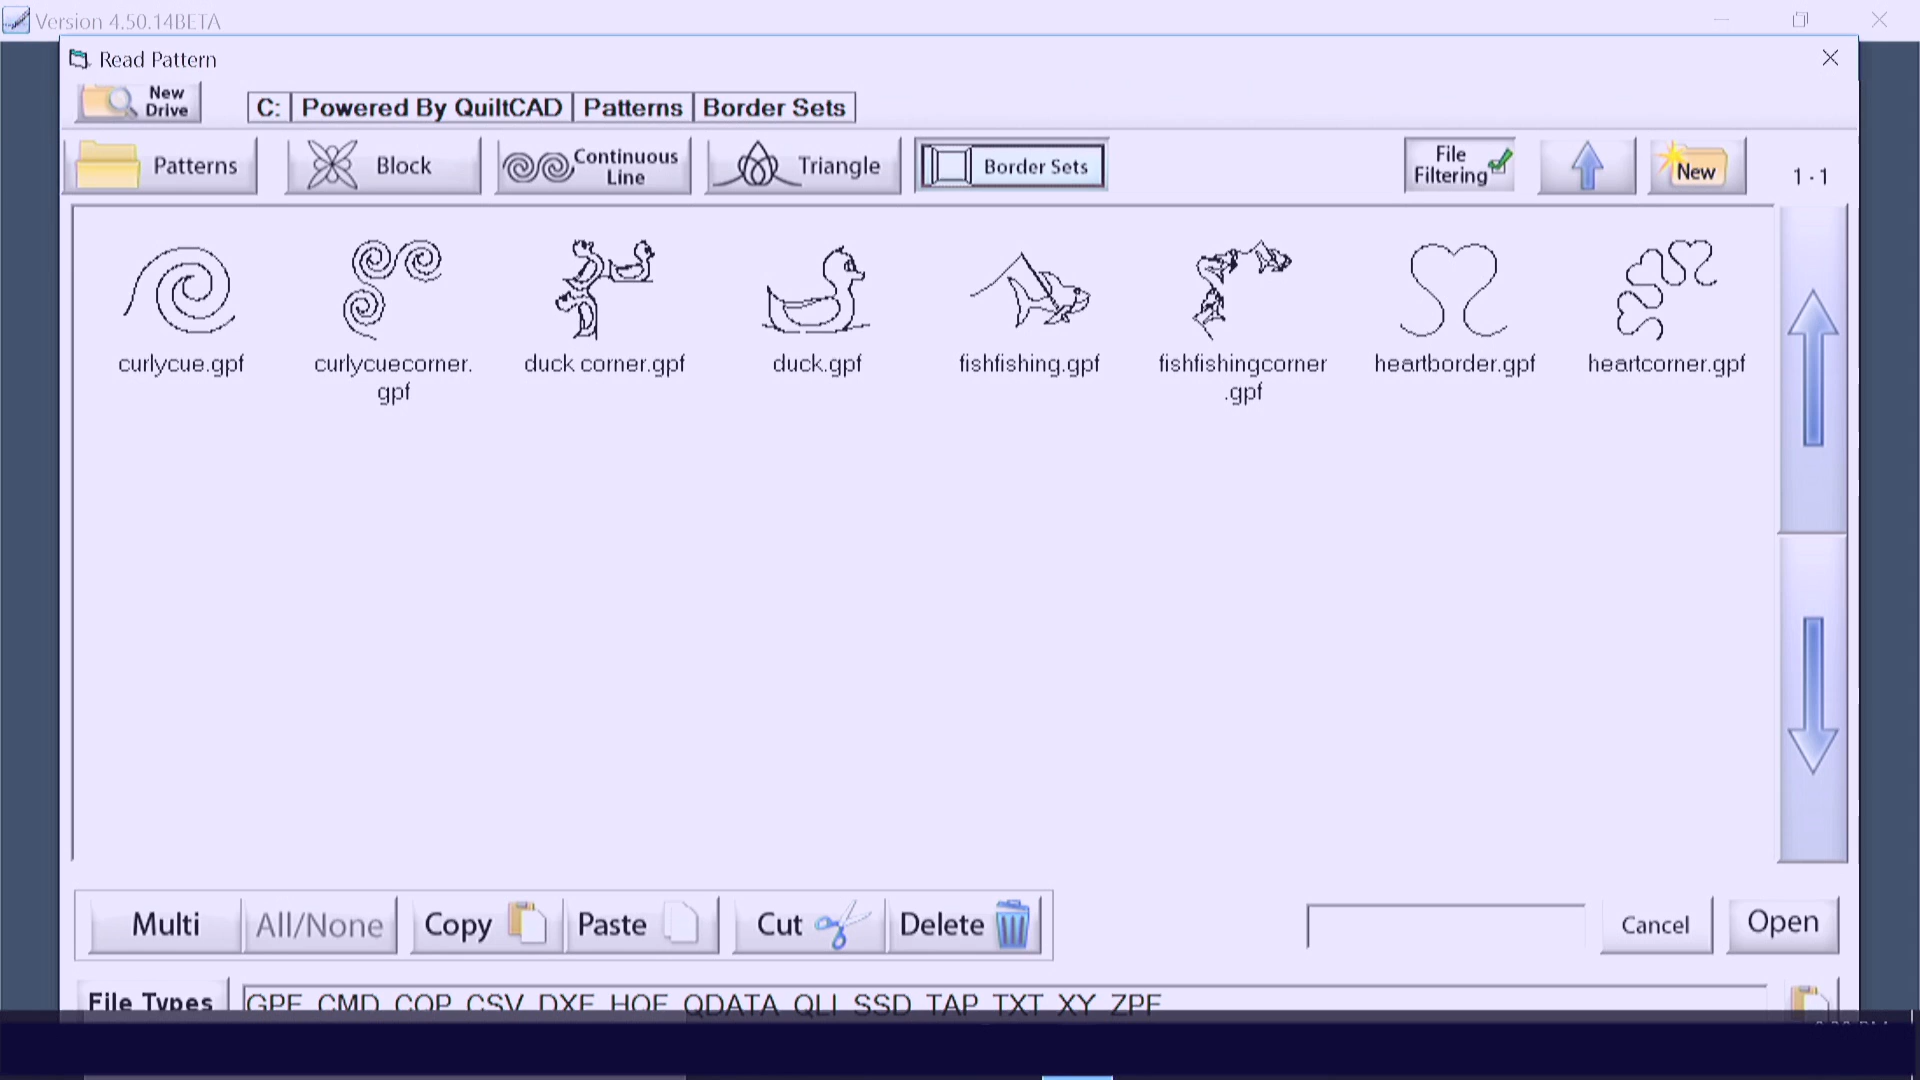 Version 4.50.14BETA
Read Pattern
New
Drive
C: Powered By QuiltCAD Patterns Border Sets
Patterns
Block
Continuous
Line
Triangle
Border Sets
File
Filtering
New
1 - 1
curlycue.gpf
curlycuecorner.
gpf
duck corner.gpf
duck.gpf
fishfishing.gpf
fishfishingcorner
.gpf
heartborder.gpf
heartcorner.gpf
Multi
All/None
Copy
Paste
Cut
Delete
Cancel
Open
File Types
GPF CMD CQP CSV DXF HQF QDATA QLI SSD TAP TXT XY ZPF